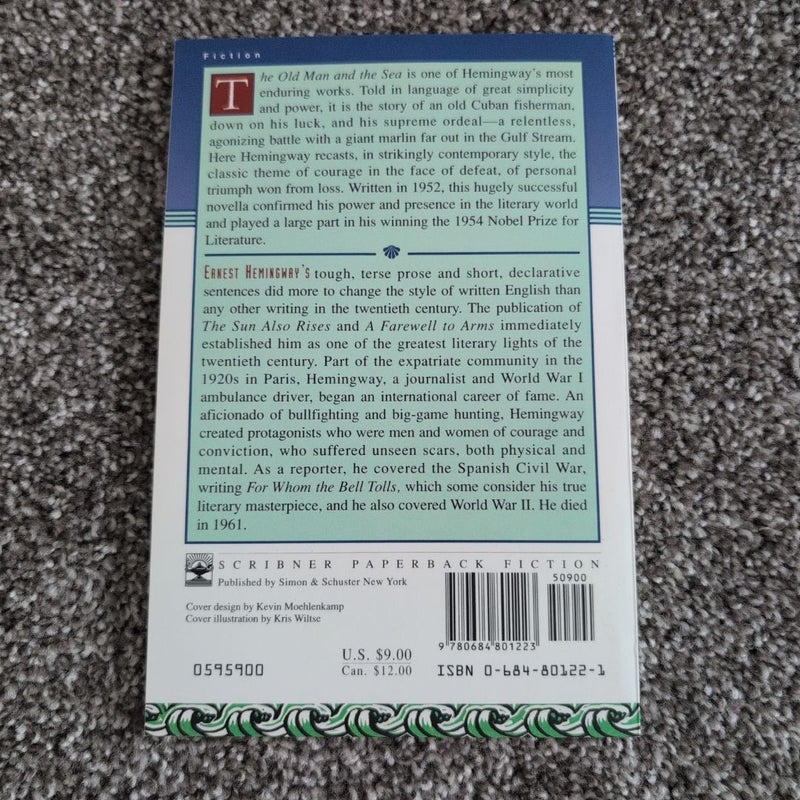 Fiction
The Old Man and the Sea is one of Hemingway's most
enduring works. Told in language of great simplicity
and power, it is the story of an old Cuban fisherman,
down on his luck, and his supreme ordeal—a relentless,
agonizing battle with a giant marlin far out in the Gulf Stream.
Here Hemingway recasts, in strikingly contemporary style, the
classic theme of courage in the face of defeat, of personal
triumph won from loss. Written in 1952, this hugely successful
novella confirmed his power and presence in the literary world
and played a large part in his winning the 1954 Nobel Prize for
Literature.
ERNEST HEMINGWAY'S tough, terse prose and short, declarative
sentences did more to change the style of written English than
any other writing in the twentieth century. The publication of
The Sun Also Rises and A Farewell to Arms immediately
established him as one of the greatest literary lights of the
twentieth century. Part of the expatriate community in the
1920s in Paris, Hemingway, a journalist and World War I
ambulance driver, began an international career of fame. An
aficionado of bullfighting and big-game hunting, Hemingway
created protagonists who were men and women of courage and
conviction, who suffered unseen scars, both physical and
mental. As a reporter, he covered the Spanish Civil War,
writing For Whom the Bell Tolls, which some consider his true
literary masterpiece, and he also covered World War II. He died
in 1961.
SCRIBNER PAPERBACK FICTION
Published by Simon & Schuster New York
50900
Cover design by Kevin Moehlenkamp
Cover illustration by Kris Wiltse
9 780684 801223
U.S. $9.00
0595900
Can. $12.00
ISBN 0-684-80122-1